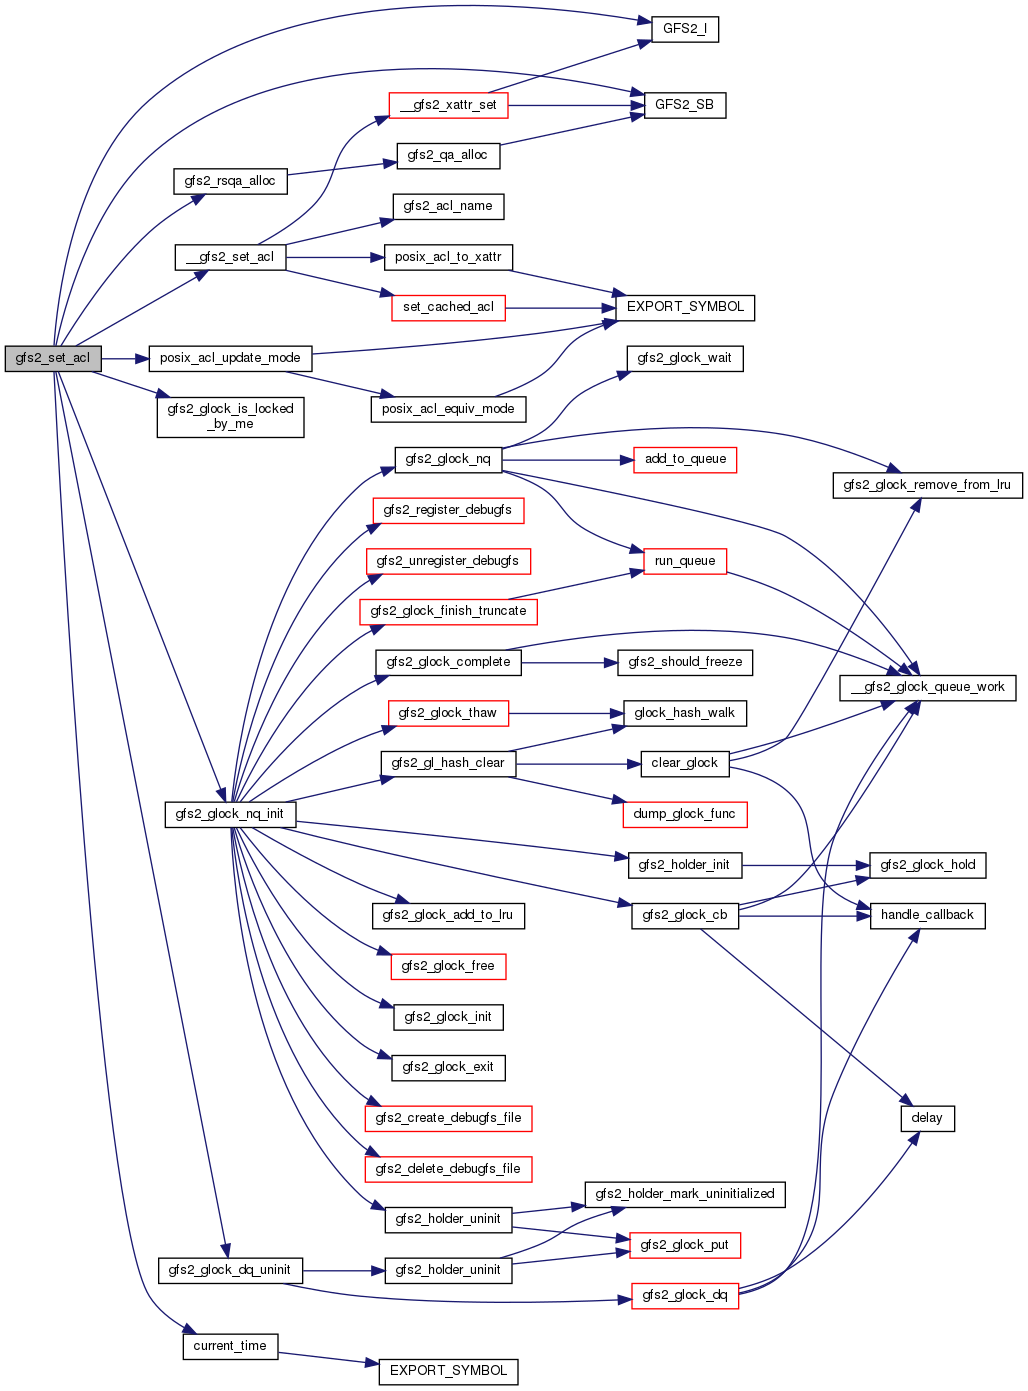 GFS2_I
__gfs2_xattr_set
GFS2_SB
gfs2_qa_alloc
gfs2_rsqa_alloc
gfs2_acl_name
__gfs2_set_acl
posix_acl_to_xattr
set_cached_acl
EXPORT_SYMBOL
gfs2_set_acl
posix_acl_update_mode
gfs2_glock_wait
gfs2_glock_is_locked
_by_me
posix_acl_equiv_mode
gfs2_glock_nq
add_to_queue
gfs2_glock_remove_from_lru
gfs2_register_debugfs
gfs2_unregister_debugfs
run_queue
gfs2_glock_finish_truncate
gfs2_glock_complete
gfs2_should_freeze
__gfs2_glock_queue_work
gfs2_glock_thaw
glock_hash_walk
gfs2_gl_hash_clear
clear_glock
gfs2_glock_nq_init
dump_glock_func
gfs2_holder_init
gfs2_glock_hold
gfs2_glock_add_to_lru
gfs2_glock_cb
handle_callback
gfs2_glock_free
gfs2_glock_init
gfs2_glock_exit
gfs2_create_debugfs_file
delay
gfs2_delete_debugfs_file
gfs2_holder_mark_uninitialized
gfs2_holder_uninit
gfs2_glock_put
gfs2_glock_dq_uninit
gfs2_holder_uninit
gfs2_glock_dq
current_time
EXPORT_SYMBOL